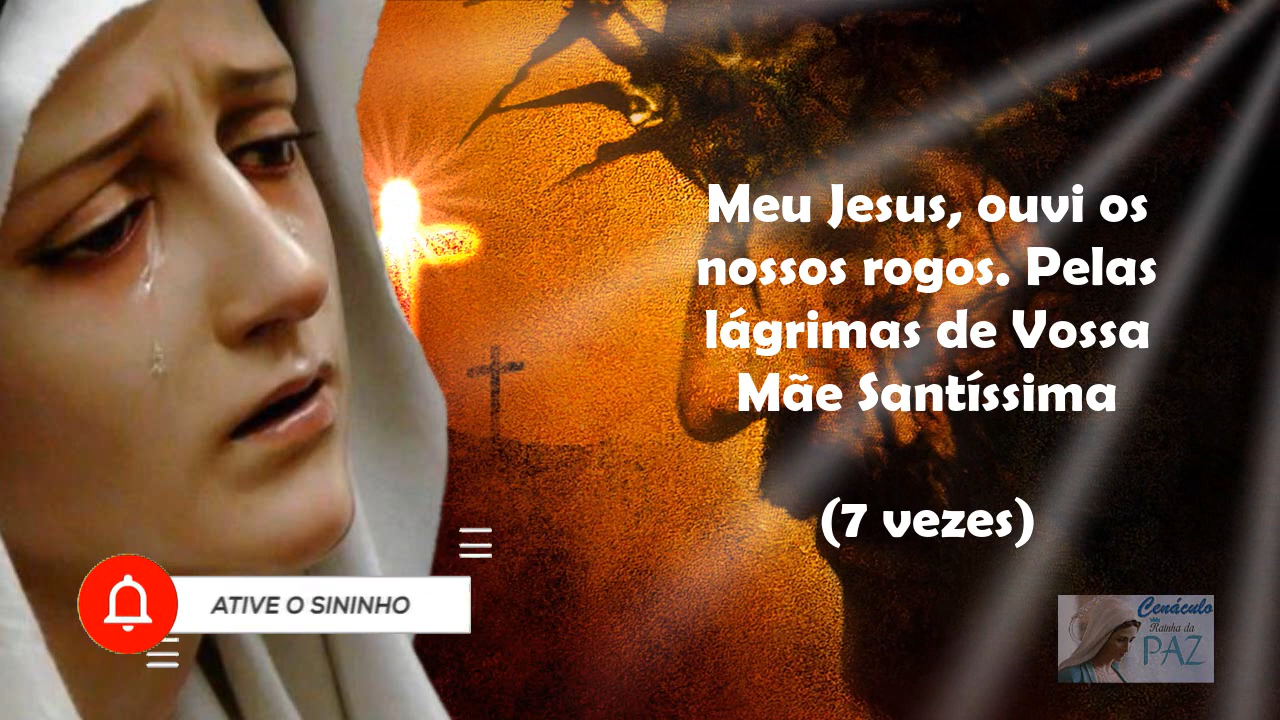 Meu Jesus, ouvi os
nossos rogos. Pelas
lágrimas de Vossa
Mãe Santíssima
(7 vezes)
ATIVE O SININHO
Cenáculo
Rainha da
PAZ